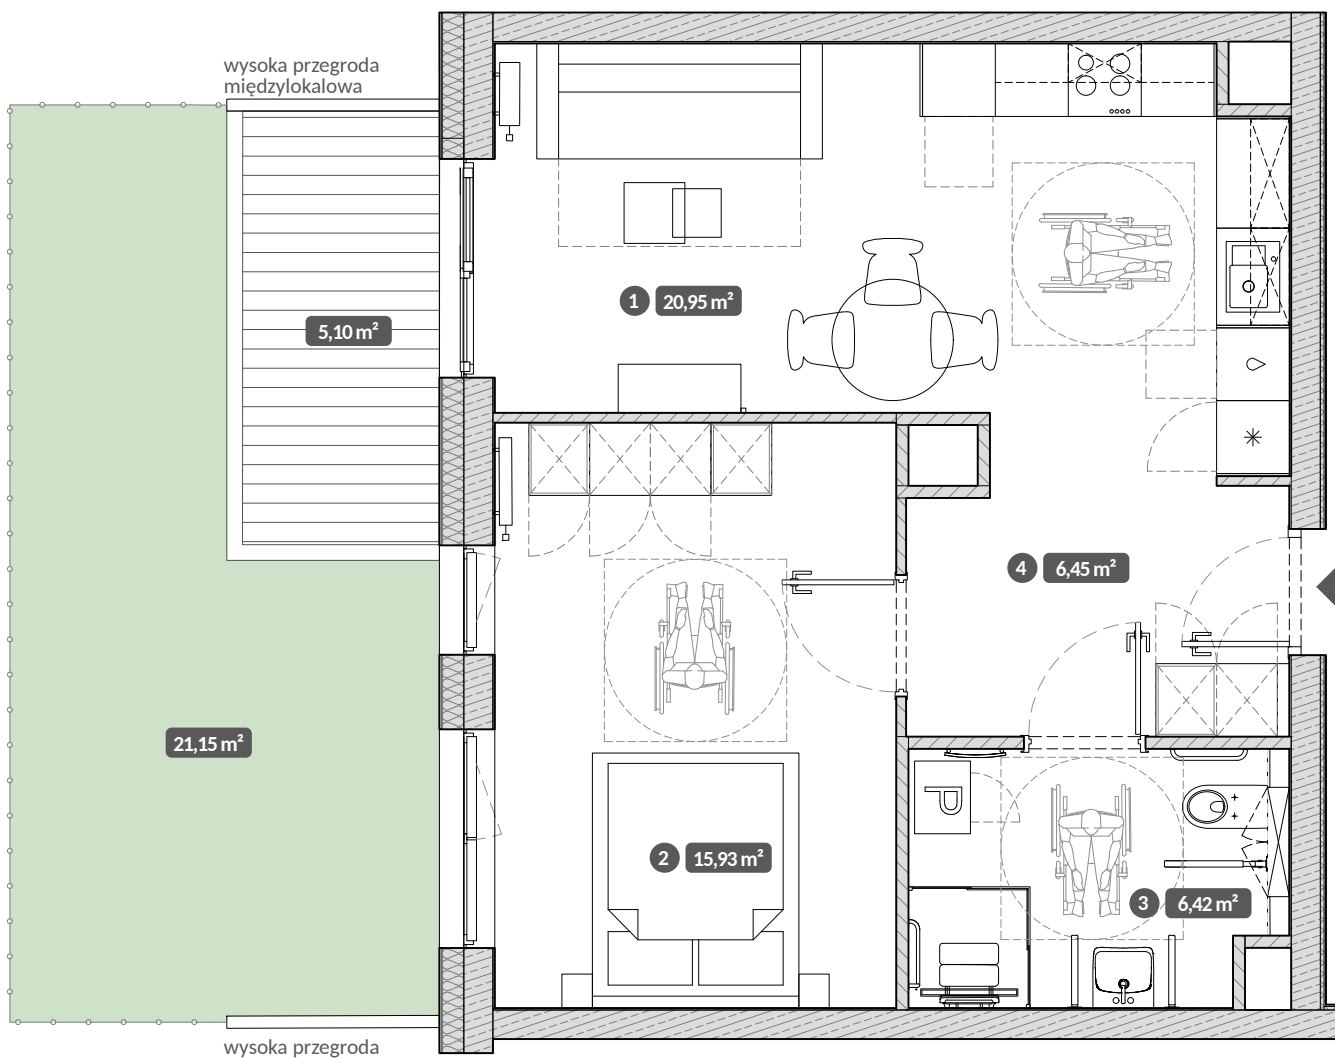 wysoka przegroda
międzylokalowa
1 20,95 m²
5,10 m²
4 6,45 m²
21,15 m²
2 15,93 m²
P
3 6,42 m²
wysoka przegroda